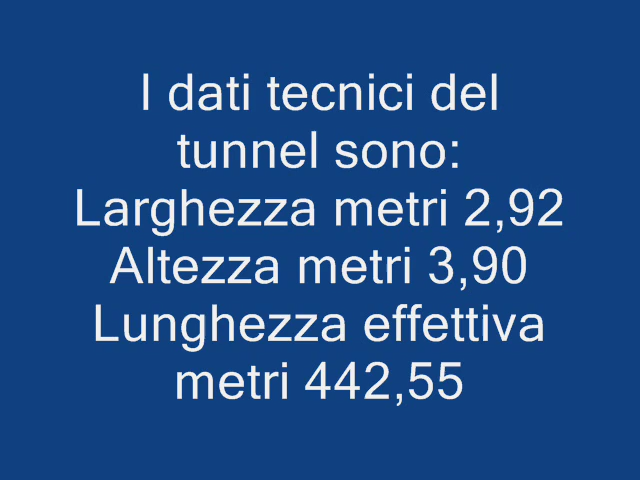 I dati tecnici del
tunnel sono:
Larghezza metri 2,92
Altezza metri 3,90
Lunghezza effettiva
metri 442,55